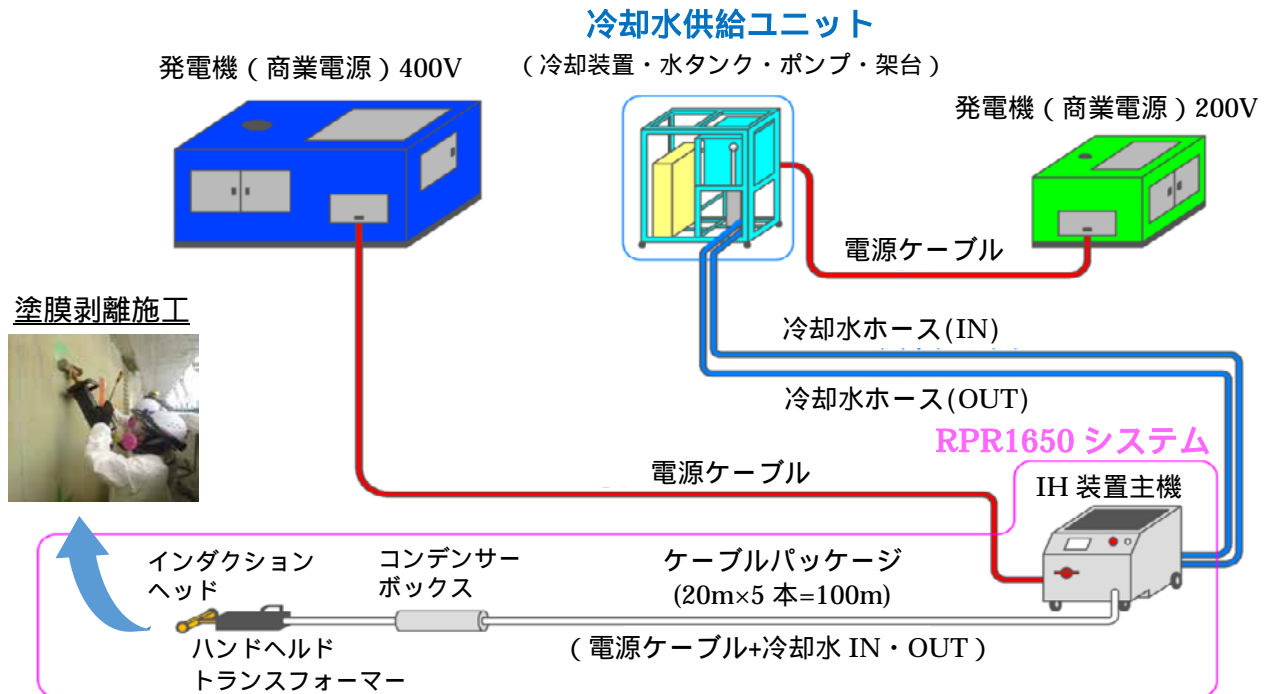 冷却水供給ユニット
発電機（商業電源）400V
（冷却装置・水タンク・ポンプ・架台）
発電機（商業電源）200V
電源ケーブル
塗膜剥離施工
冷却水ホース(IN)
冷却水ホース(OUT)
RPR1650 システム
電源ケーブル
IH 装置主機
インダクション
ヘッド
コンデンサー
ボックス
ケーブルパッケージ
(20m×5 本=100m)
（電源ケーブル+冷却水 IN・OUT）
ハンドヘルド
トランスフォーマー